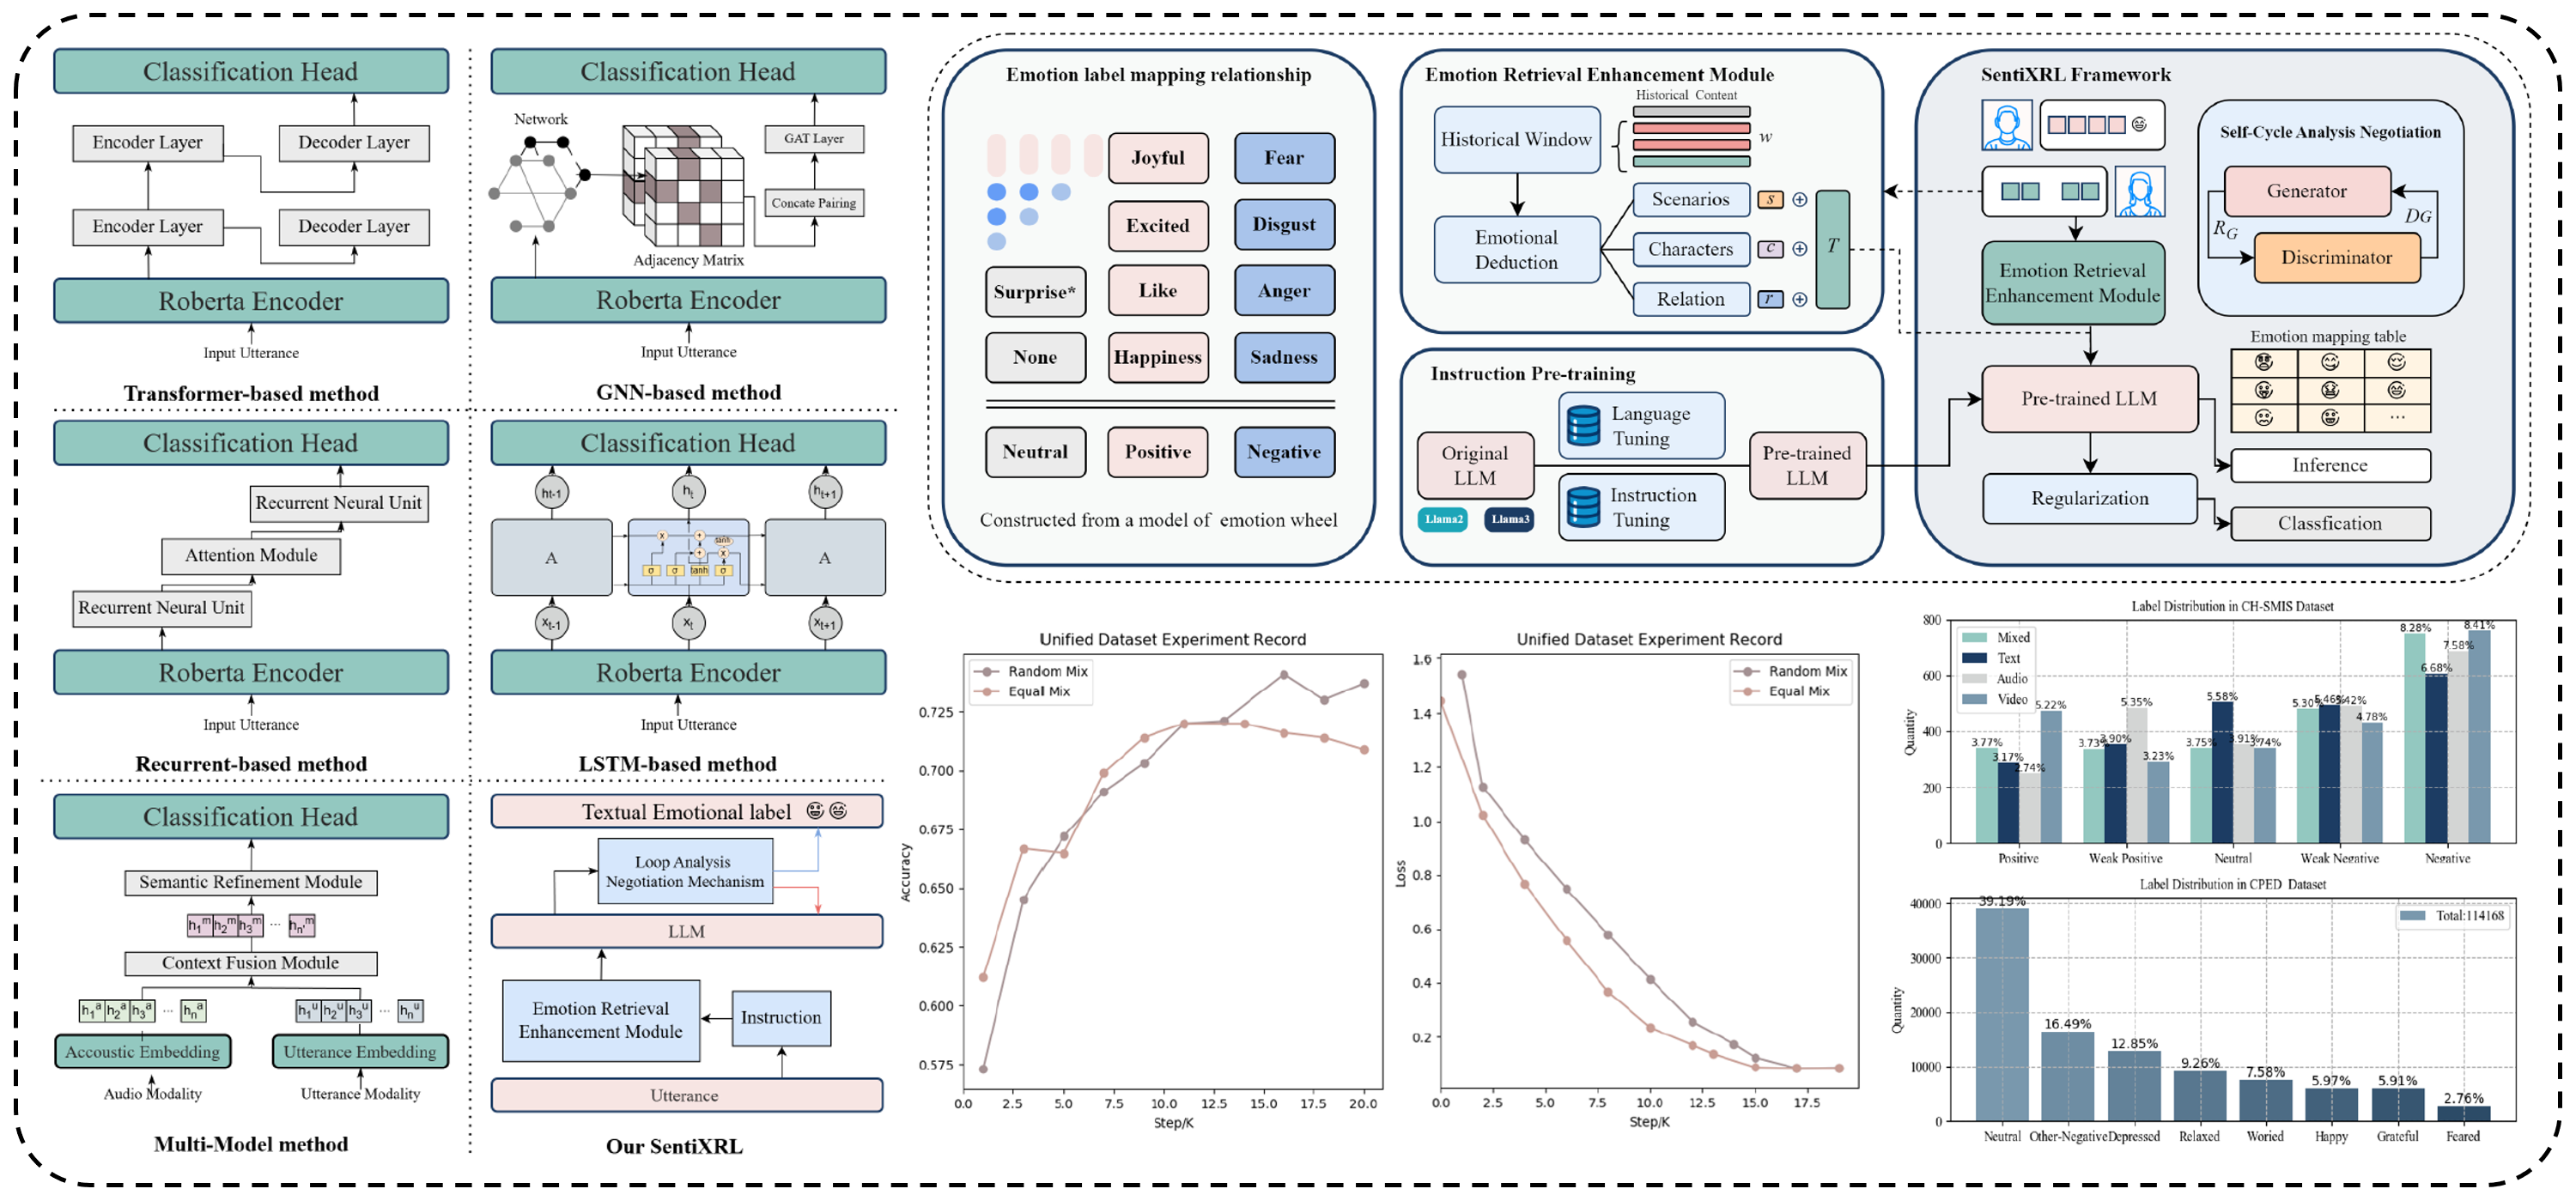 Classification Head
Encoder Layer
Decoder Layer
Encoder Layer
Decoder Layer
Roberta Encoder
Input Utterance
Transformer-based method
Classification Head
Network
GAT Layer
Concate Pairing
Adjacency Matrix
Roberta Encoder
Input Utterance
GNN-based method
Classification Head
Recurrent Neural Unit
Attention Module
Recurrent Neural Unit
Roberta Encoder
Input Utterance
Recurrent-based method
Classification Head
ht-1
ht
ht+1
A
x
+
tanh
+
x
σ
σ
tanh
σ
A
xt-1
xt
xt+1
Roberta Encoder
Input Utterance
LSTM-based method
Classification Head
Semantic Refinement Module
h1m h2m h3m ... hn'm
Context Fusion Module
h1a h2a h3a ... hna
h1u h2u h3u ... hnu
Accoustic Embedding
Utterance Embedding
Audio Modality
Utterance Modality
Multi-Model method
Textual Emotional label
Loop Analysis
Negotiation Mechanism
LLM
Emotion Retrieval
Enhancement Module
Instruction
Utterance
Our SentiXRL
Emotion label mapping relationship
Joyful
Fear
Excited
Disgust
Surprise*
Like
Anger
None
Happiness
Sadness
Neutral
Positive
Negative
Constructed from a model of emotion wheel
Emotion Retrieval Enhancement Module
Historical Content
Historical Window
w
Emotional
Deduction
Scenarios
s
Characters
c
Relation
r
T
Instruction Pre-training
Language
Tuning
Original
LLM
Pre-trained
LLM
Instruction
Tuning
Llama2
Llama3
SentiXRL Framework
Self-Cycle Analysis Negotiation
Generator
RG
DG
Discriminator
Emotion Retrieval
Enhancement Module
Emotion mapping table
...
Pre-trained LLM
Inference
Regularization
Classfication
Unified Dataset Experiment Record
Random Mix
Equal Mix
Accuracy
0.725
0.700
0.675
0.650
0.625
0.600
0.575
0.0 2.5 5.0 7.5 10.0 12.5 15.0 17.5 20.0
Step/K
Unified Dataset Experiment Record
Random Mix
Equal Mix
Loss
1.6
1.4
1.2
1.0
0.8
0.6
0.4
0.2
0.0 2.5 5.0 7.5 10.0 12.5 15.0 17.5
Step/K
Label Distribution in CH-SMIS Dataset
Mixed
Text
Audio
Video
Quantity
800
600
400
200
0
3.77% 3.17% 2.74% 5.22%
3.73% 3.90% 5.35% 3.23%
3.75% 5.58% 3.91% 3.74%
5.30% 5.46% 5.42% 4.78%
8.28% 6.68% 7.58% 8.41%
Positive Weak Positive Neutral Weak Negative Negative
Label Distribution in CPED Dataset
Total:114168
Quantity
40000
30000
20000
10000
0
39.19% 16.49% 12.85% 9.26% 7.58% 5.97% 5.91% 2.76%
Neutral Other-Negative Depressed Relaxed Woried Happy Grateful Feared